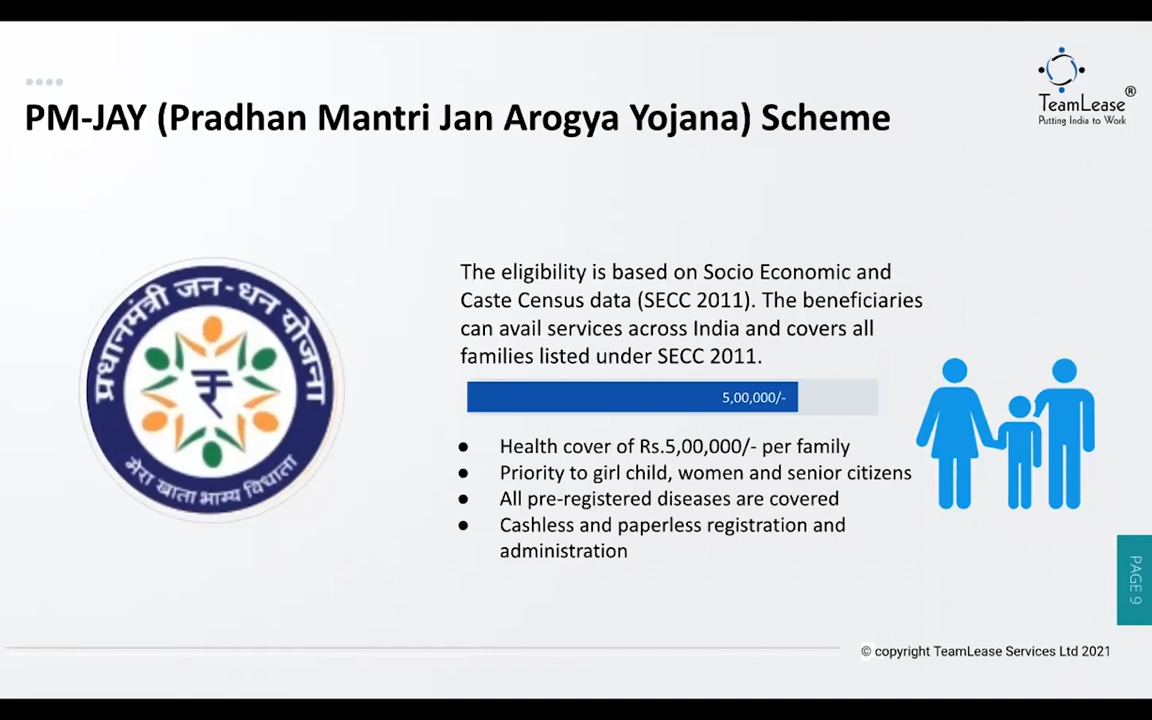 PM-JAY (Pradhan Mantri Jan Arogya Yojana) Scheme
TeamLease®
Putting India to Work
प्रधानमंत्री जन-धन योजना
मेरा खाता भाग्य विधाता
The eligibility is based on Socio Economic and
Caste Census data (SECC 2011). The beneficiaries
can avail services across India and covers all
families listed under SECC 2011.
5,00,000/-
● Health cover of Rs.5,00,000/- per family
● Priority to girl child, women and senior citizens
● All pre-registered diseases are covered
● Cashless and paperless registration and
administration
PAGE 9
© copyright TeamLease Services Ltd 2021